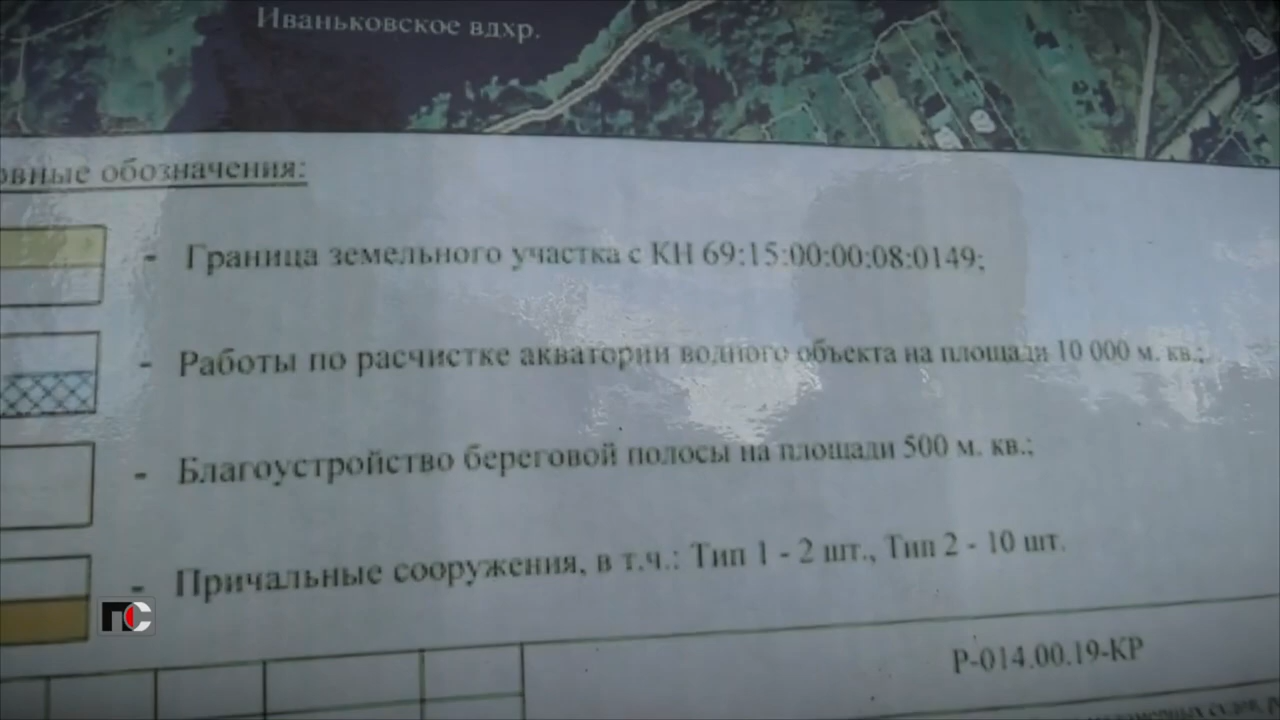 Иваньковское вдхр.
овные обозначения:
- Граница земельного участка с КН 69:15:00:00:08:0149;
- Работы по расчистке акватории водного объекта на площади 10 000 м. кв.;
- Благоустройство береговой полосы на площади 500 м. кв.;
- Причальные сооружения, в т.ч.: Тип 1 - 2 шт., Тип 2 - 10 шт.
ПС
Р-014.00.19-КР